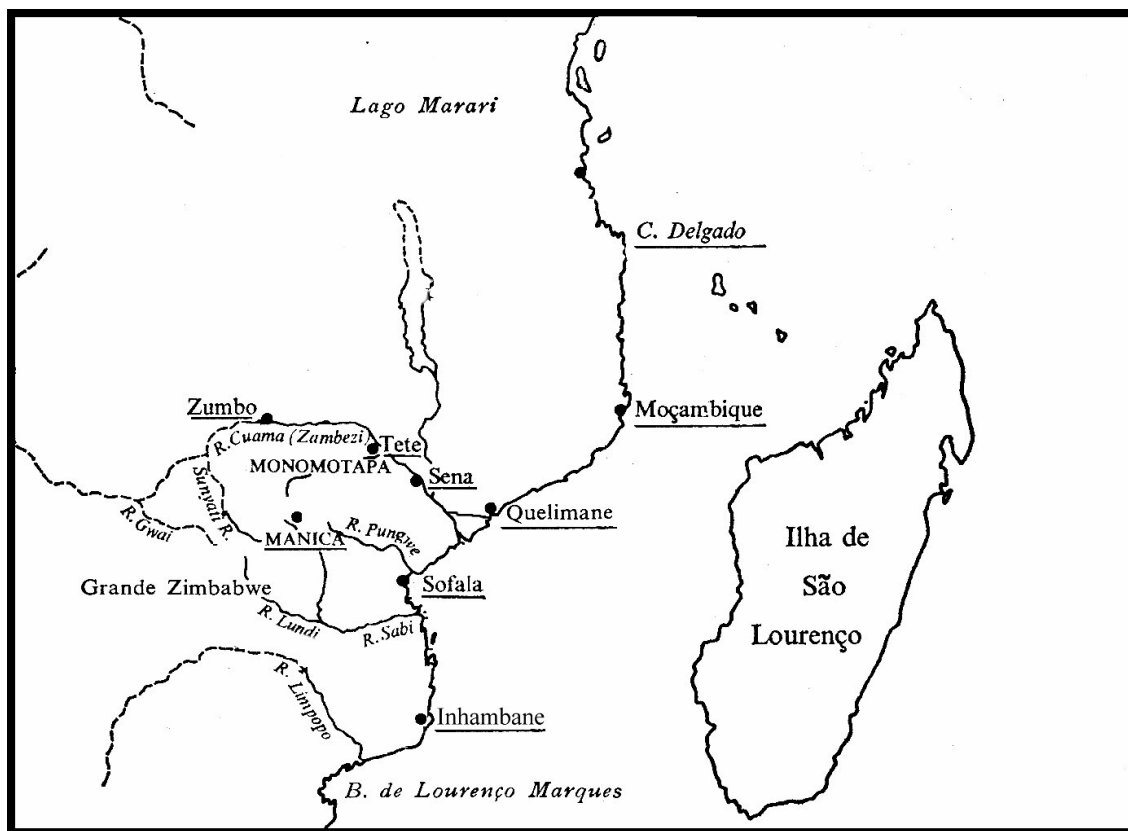 Lago Marari
C. Delgado
Zumbo
R. Cuama (Zambezi)
Tete
Moçambique
MONOMOTAPA
Sena
Sunyati R.
R. Gwai
Quelimane
MANICA
R. Pungwe
Ilha de
São
Lourenço
Grande Zimbabwe
Sofala
R. Lundi
R. Sabi
R. Limpopo
Inhambane
B. de Lourenço Marques